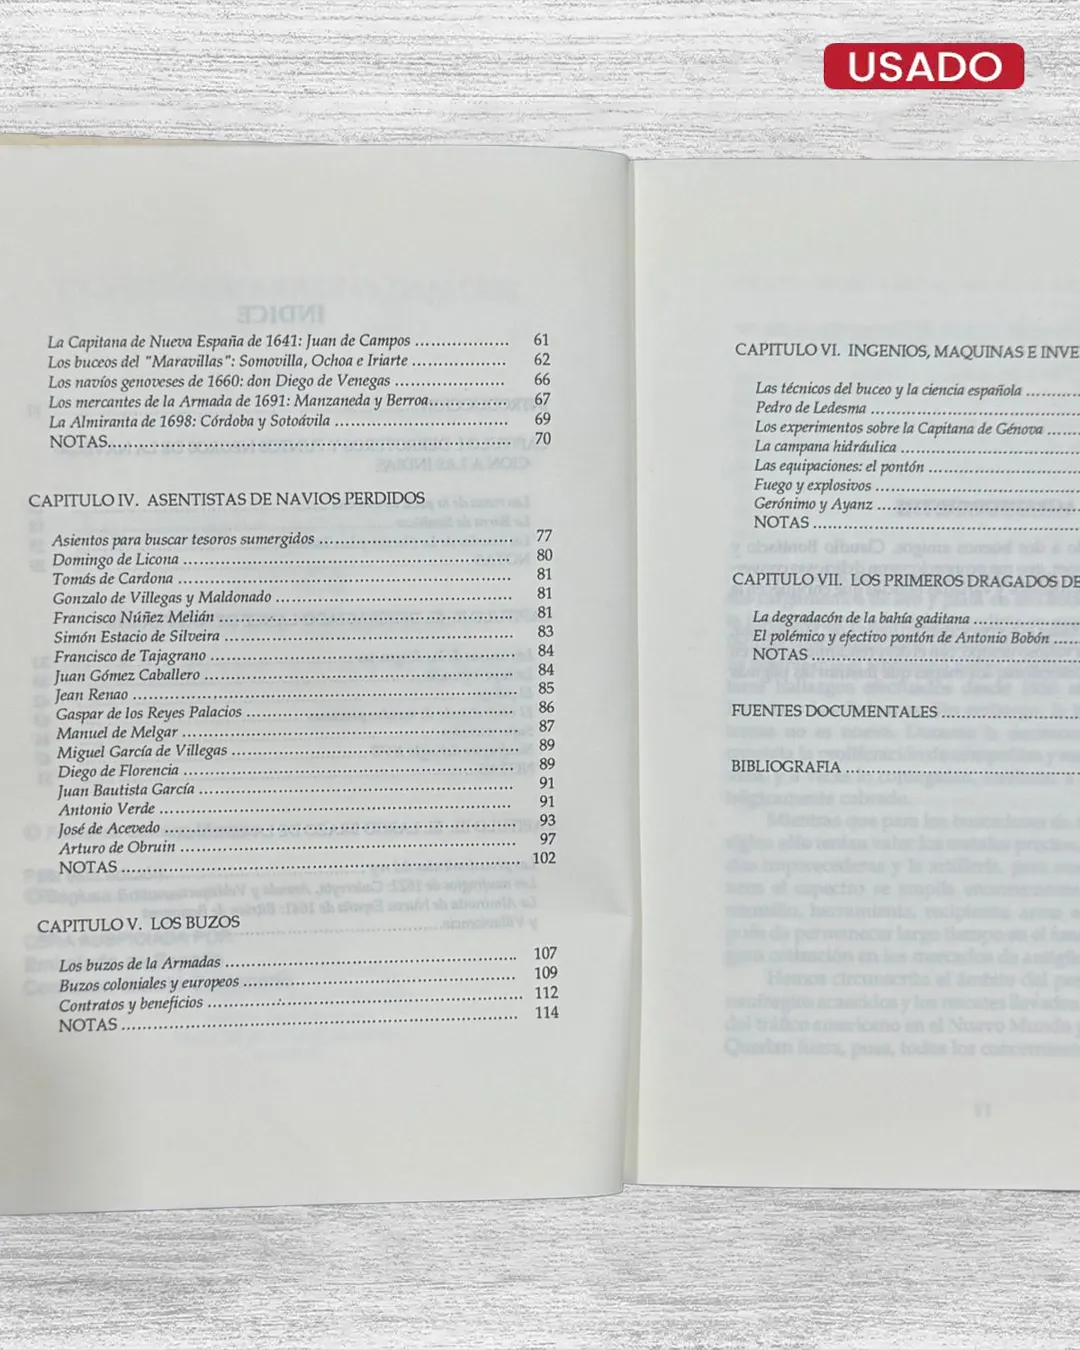 USADO
La Capitana de Nueva España de 1641: Juan de Campos .................. 61
Los buceos del "Maravillas": Somovilla, Ochoa e Iriarte .................. 62
Los navíos genoveses de 1660: don Diego de Venegas ..................... 66
Los mercantes de la Armada de 1691: Manzaneda y Berroa............... 67
La Almiranta de 1698: Córdoba y Sotoávila ................................. 69
NOTAS........................................................................... 70
CAPITULO IV. ASENTISTAS DE NAVIOS PERDIDOS
Asientos para buscar tesoros sumergidos ..................................... 77
Domingo de Licona ............................................................... 80
Tomás de Cardona ................................................................ 81
Gonzalo de Villegas y Maldonado ............................................. 81
Francisco Núñez Melián ........................................................ 81
Simón Estacio de Silveira ....................................................... 83
Francisco de Tajagrano .......................................................... 84
Juan Gómez Caballero ........................................................... 84
Jean Renao ......................................................................... 85
Gaspar de los Reyes Palacios ................................................... 86
Manuel de Melgar ................................................................ 87
Miguel García de Villegas ....................................................... 89
Diego de Florencia ................................................................ 89
Juan Bautista García ............................................................. 91
Antonio Verde ..................................................................... 91
José de Acevedo ................................................................... 93
Arturo de Obruin ................................................................. 97
NOTAS ............................................................................. 102
CAPITULO V. LOS BUZOS
Los buzos de la Armadas ........................................................ 107
Buzos coloniales y europeos .................................................... 109
Contratos y beneficios ........................................................... 112
NOTAS ............................................................................. 114
CAPITULO VI. INGENIOS, MAQUINAS E INVE
Las técnicos del buceo y la ciencia española ..........
Pedro de Ledesma .......................................
Los experimentos sobre la Capitana de Génova ......
La campana hidráulica ..................................
Las equipaciones: el pontón ............................
Fuego y explosivos ......................................
Gerónimo y Ayanz ......................................
NOTAS ...................................................
CAPITULO VII. LOS PRIMEROS DRAGADOS DE
La degradacón de la bahía gaditana ....................
El polémico y efectivo pontón de Antonio Bobón .....
NOTAS ...................................................
FUENTES DOCUMENTALES ..........................
BIBLIOGRAFIA .............................................